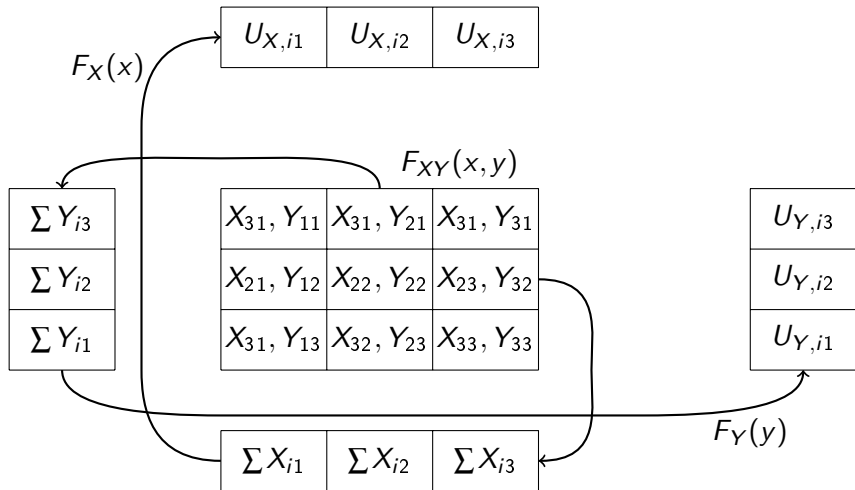 U_{X,i1} U_{X,i2} U_{X,i3}
F_X(x)
F_{XY}(x, y)
∑ Y_{i3} X_{31}, Y_{11} X_{31}, Y_{21} X_{31}, Y_{31} U_{Y,i3}
∑ Y_{i2} X_{21}, Y_{12} X_{22}, Y_{22} X_{23}, Y_{32} U_{Y,i2}
∑ Y_{i1} X_{31}, Y_{13} X_{32}, Y_{23} X_{33}, Y_{33} U_{Y,i1}
F_Y(y)
∑ X_{i1} ∑ X_{i2} ∑ X_{i3}